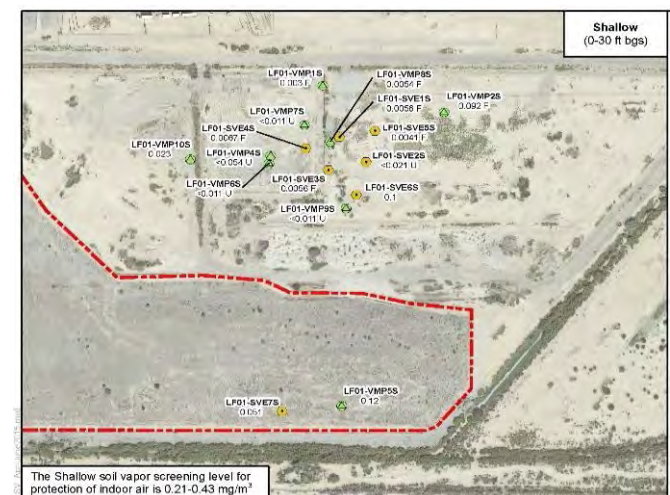 Shallow
(0-30 ft bgs)
LF01-VMP1S
0.003 F
LF01-VMP8S
0.0054 F
LF01-SVE1S
0.0056 F
LF01-VMP2S
0.092 F
LF01-VMP7S
<0.011 U
LF01-SVE4S
0.0067 F
LF01-SVE5S
0.0041 F
LF01-VMP10S
0.023
LF01-VMP4S
<0.054 U
LF01-SVE2S
<0.021 U
LF01-VMP6S
<0.011 U
LF01-SVE3S
0.0056 F
LF01-SVE6S
0.1
LF01-VMP9S
<0.011 U
LF01-SVE7S
0.051
LF01-VMP5S
0.12
The Shallow soil vapor screening level for
protection of indoor air is 0.21-0.43 mg/m³